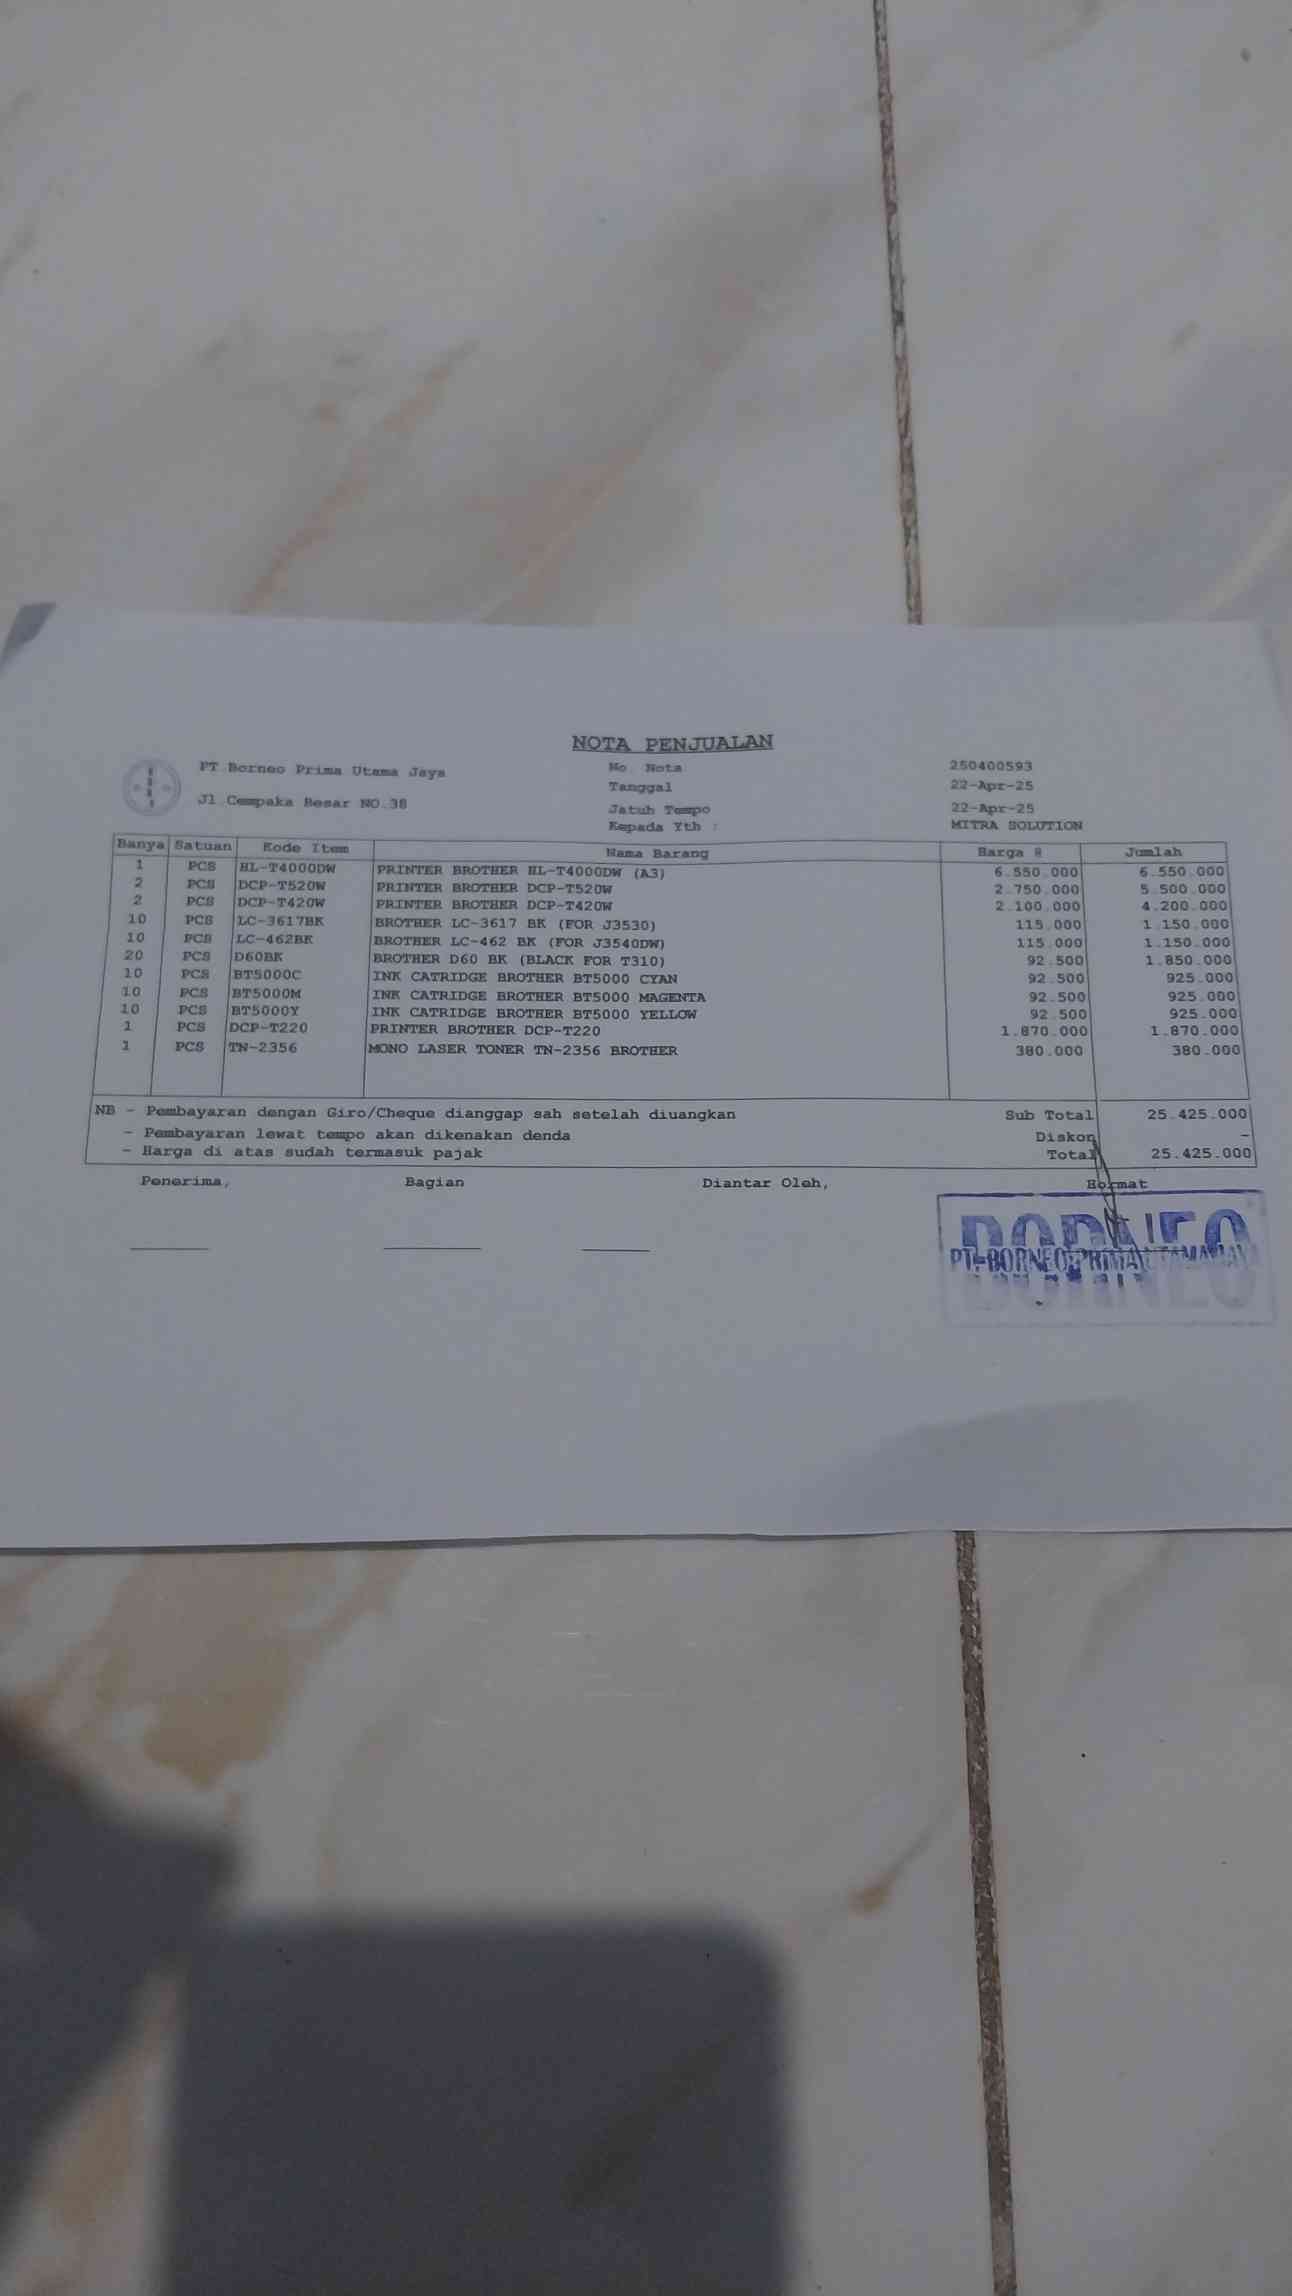 NOTA PENJUALAN
PT.Borneo Prima Utama Jaya No. Nota 250400593
Tanggal 22-Apr-25
Jl.Cempaka Besar NO.38 Jatuh Tempo 22-Apr-25
Kepada Yth : MITRA SOLUTION
Banya Satuan Kode Item Nama Barang Harga @ Jumlah
1 PCS HL-T4000DW PRINTER BROTHER HL-T4000DW (A3) 6.550.000 6.550.000
2 PCS DCP-T520W PRINTER BROTHER DCP-T520W 2.750.000 5.500.000
2 PCS DCP-T420W PRINTER BROTHER DCP-T420W 2.100.000 4.200.000
10 PCS LC-3617BK BROTHER LC-3617 BK (FOR J3530) 115.000 1.150.000
10 PCS LC-462BK BROTHER LC-462 BK (FOR J3540DW) 115.000 1.150.000
20 PCS D60BK BROTHER D60 BK (BLACK FOR T310) 92.500 1.850.000
10 PCS BT5000C INK CATRIDGE BROTHER BT5000 CYAN 92.500 925.000
10 PCS BT5000M INK CATRIDGE BROTHER BT5000 MAGENTA 92.500 925.000
10 PCS BT5000Y INK CATRIDGE BROTHER BT5000 YELLOW 92.500 925.000
1 PCS DCP-T220 PRINTER BROTHER DCP-T220 1.870.000 1.870.000
1 PCS TN-2356 MONO LASER TONER TN-2356 BROTHER 380.000 380.000
NB - Pembayaran dengan Giro/Cheque dianggap sah setelah diuangkan Sub Total 25.425.000
- Pembayaran lewat tempo akan dikenakan denda Diskon -
- Harga di atas sudah termasuk pajak Total 25.425.000
Penerima, Bagian Diantar Oleh, Hormat
BORNEO
PT. BORNEO PRIMA UTAMA JAYA